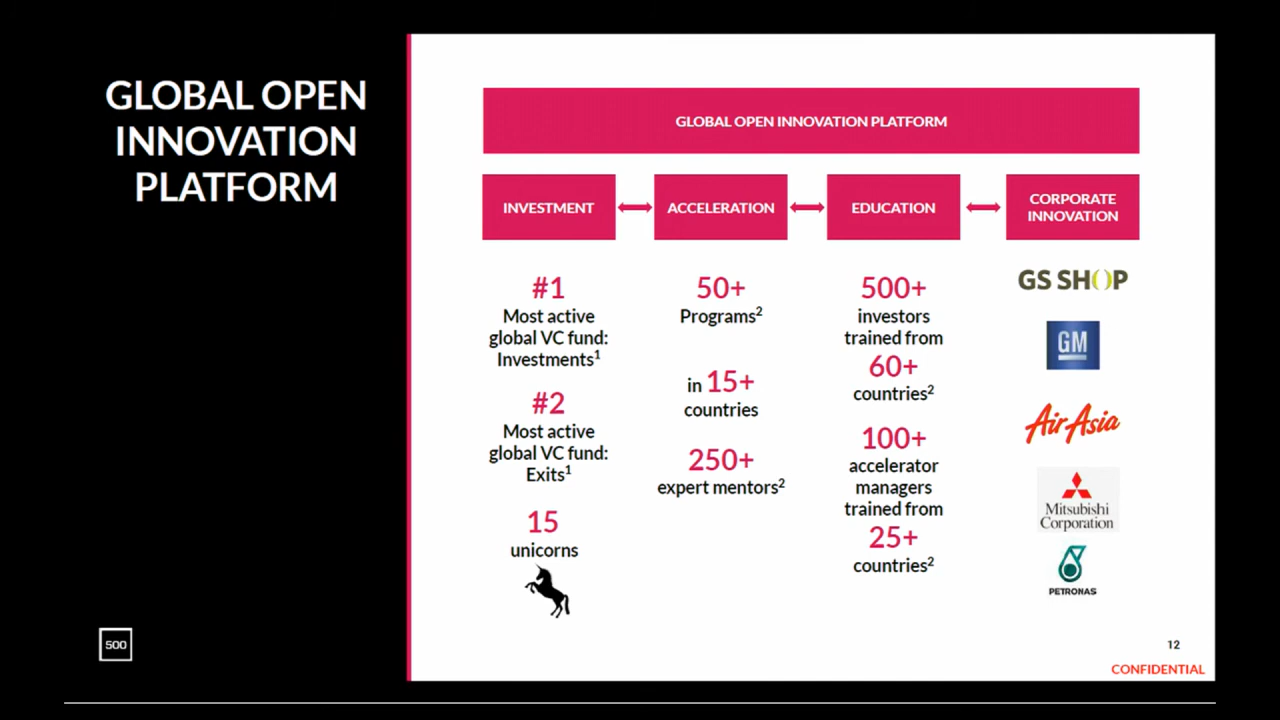 GLOBAL OPEN
INNOVATION
PLATFORM
GLOBAL OPEN INNOVATION PLATFORM
INVESTMENT
ACCELERATION
EDUCATION
CORPORATE
INNOVATION
#1
Most active
global VC fund:
Investments¹
#2
Most active
global VC fund:
Exits¹
15
unicorns
50+
Programs²
in 15+
countries
250+
expert mentors²
500+
investors
trained from
60+
countries²
100+
accelerator
managers
trained from
25+
countries²
GS SHOP
GM
AirAsia
Mitsubishi
Corporation
PETRONAS
500
12
CONFIDENTIAL